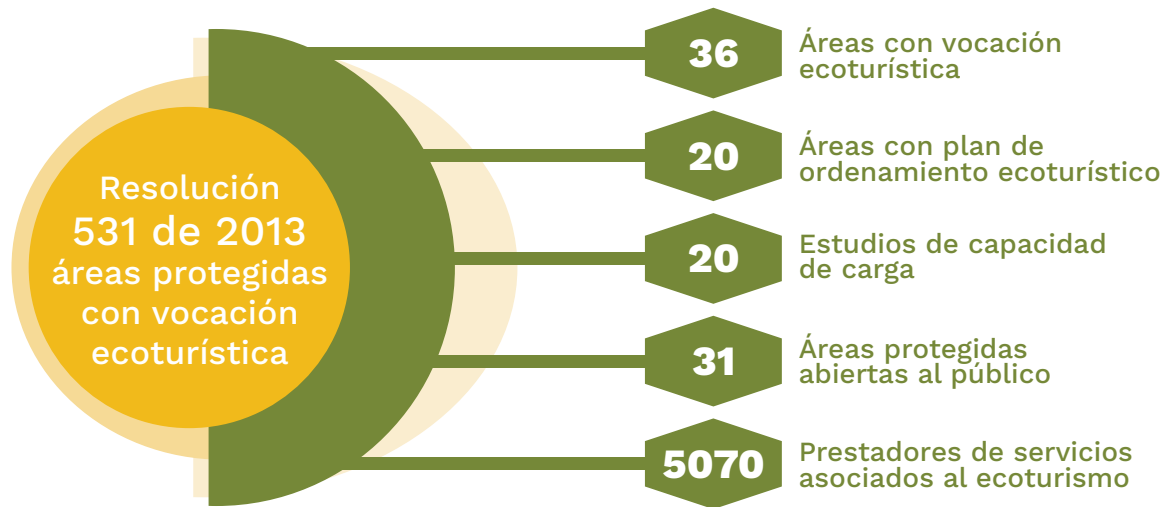 Resolución
531 de 2013
áreas protegidas
con vocación
ecoturística
36
Áreas con vocación
ecoturística
20
Áreas con plan de
ordenamiento ecoturístico
20
Estudios de capacidad
de carga
31
Áreas protegidas
abiertas al público
5070
Prestadores de servicios
asociados al ecoturismo